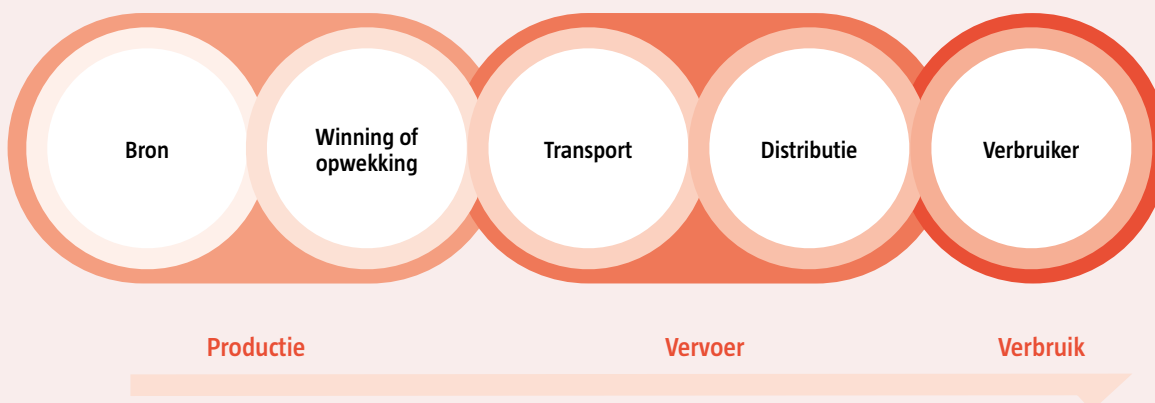 Bron
Winning of
opwekking
Transport
Distributie
Verbruiker
Productie
Vervoer
Verbruik